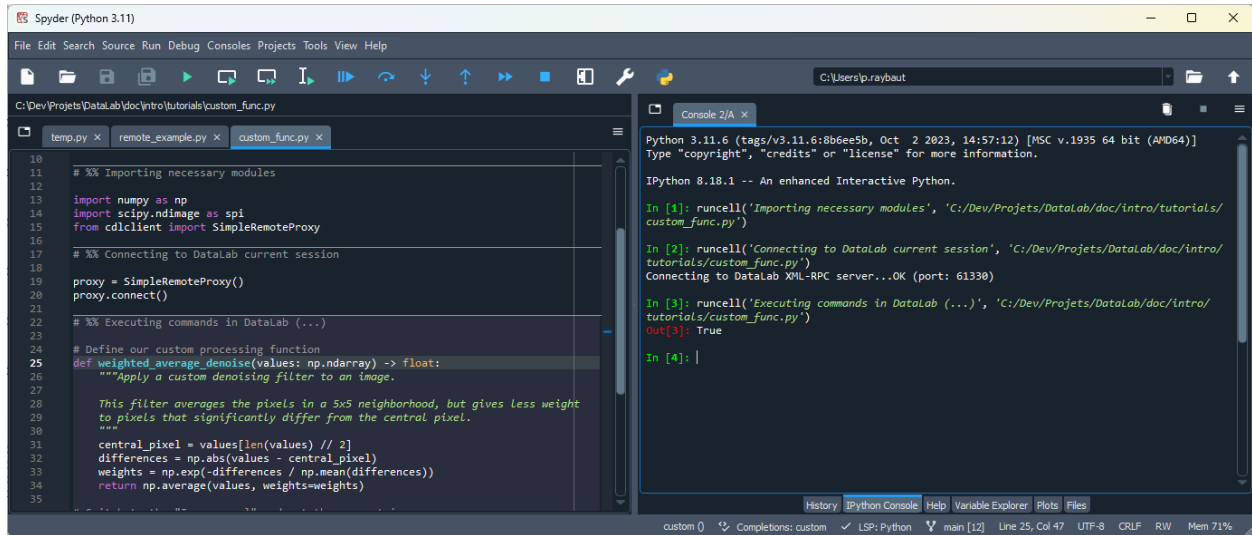 Spyder (Python 3.11)
File Edit Search Source Run Debug Consoles Projects Tools View Help
C:\Users\p.raybaut
C:\Dev\Projets\DataLab\doc\intro\tutorials\custom_func.py
temp.py
remote_example.py
custom_func.py
10
11 # %% Importing necessary modules
12
13 import numpy as np
14 import scipy.ndimage as spi
15 from cdlclient import SimpleRemoteProxy
16
17 # %% Connecting to DataLab current session
18
19 proxy = SimpleRemoteProxy()
20 proxy.connect()
21
22 # %% Executing commands in DataLab (...)
23
24 # Define our custom processing function
25 def weighted_average_denoise(values: np.ndarray) -> float:
26 """Apply a custom denoising filter to an image.
27
28 This filter averages the pixels in a 5x5 neighborhood, but gives less weight
29 to pixels that significantly differ from the central pixel.
30 """
31 central_pixel = values[len(values) // 2]
32 differences = np.abs(values - central_pixel)
33 weights = np.exp(-differences / np.mean(differences))
34 return np.average(values, weights=weights)
35
Console 2/A
Python 3.11.6 (tags/v3.11.6:8b6ee5b, Oct  2 2023, 14:57:12) [MSC v.1935 64 bit (AMD64)]
Type "copyright", "credits" or "license" for more information.
IPython 8.18.1 -- An enhanced Interactive Python.
In [1]: runcell('Importing necessary modules', 'C:/Dev/Projets/DataLab/doc/intro/tutorials/
custom_func.py')
In [2]: runcell('Connecting to DataLab current session', 'C:/Dev/Projets/DataLab/doc/intro/
tutorials/custom_func.py')
Connecting to DataLab XML-RPC server...OK (port: 61330)
In [3]: runcell('Executing commands in DataLab (...)', 'C:/Dev/Projets/DataLab/doc/intro/
tutorials/custom_func.py')
Out[3]: True
In [4]:
History IPython Console Help Variable Explorer Plots Files
custom () Completions: custom LSP: Python main [12] Line 25, Col 47 UTF-8 CRLF RW Mem 71%